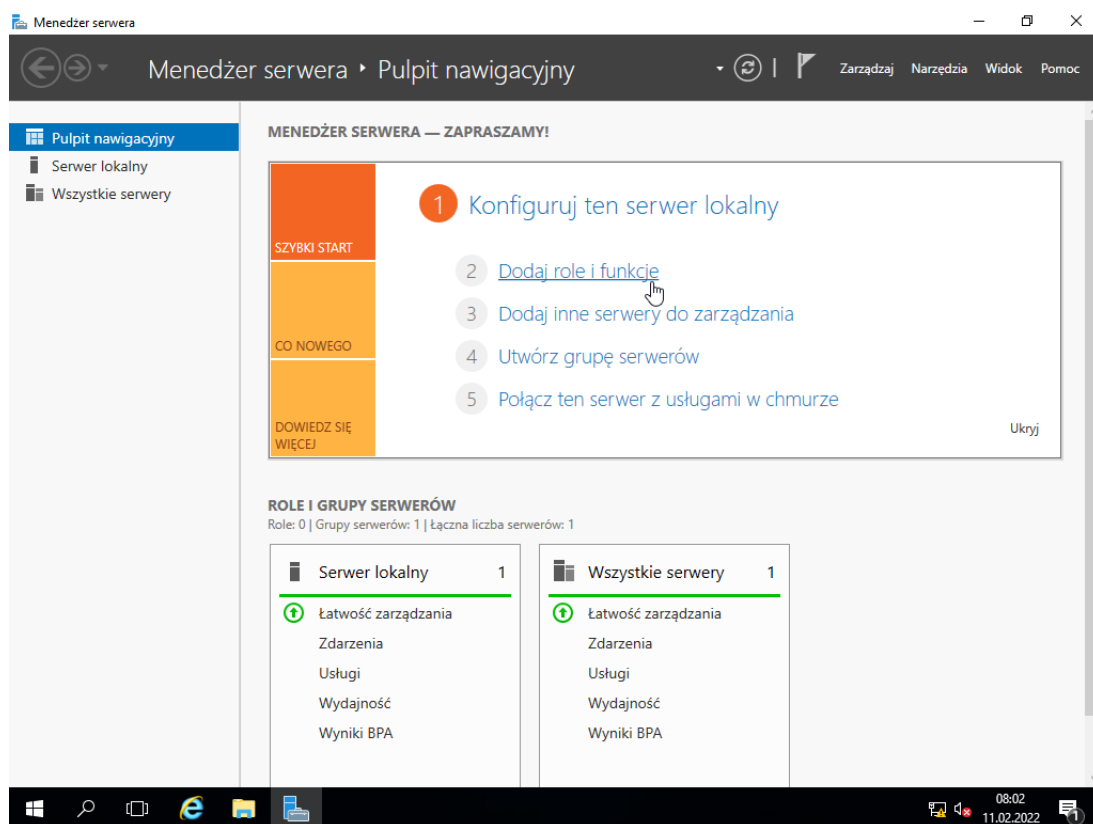 Menedżer serwera
Menedżer serwera ‣ Pulpit nawigacyjny
Zarządzaj Narzędzia Widok Pomoc
Pulpit nawigacyjny
Serwer lokalny
Wszystkie serwery
MENEDŻER SERWERA — ZAPRASZAMY!
SZYBKI START
CO NOWEGO
DOWIEDZ SIĘ
WIĘCEJ
1 Konfiguruj ten serwer lokalny
2 Dodaj role i funkcje
3 Dodaj inne serwery do zarządzania
4 Utwórz grupę serwerów
5 Połącz ten serwer z usługami w chmurze
Ukryj
ROLE I GRUPY SERWERÓW
Role: 0 | Grupy serwerów: 1 | Łączna liczba serwerów: 1
Serwer lokalny 1
Łatwość zarządzania
Zdarzenia
Usługi
Wydajność
Wyniki BPA
Wszystkie serwery 1
Łatwość zarządzania
Zdarzenia
Usługi
Wydajność
Wyniki BPA
08:02
11.02.2022
1